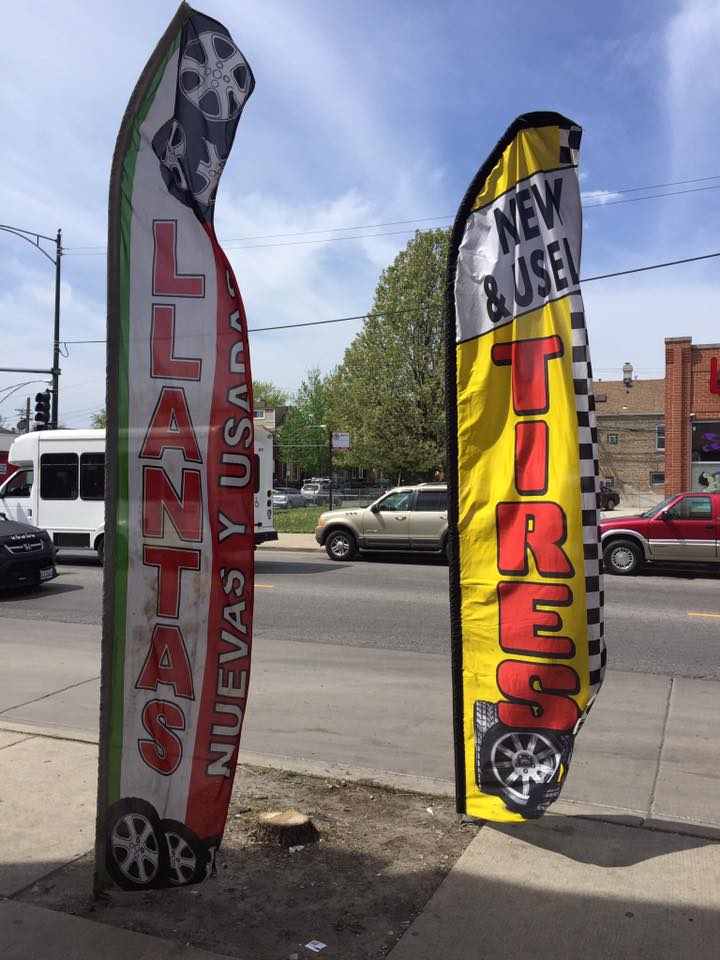 LLANTAS
NUEVAS Y USADAS
NEW
& USED
TIRES